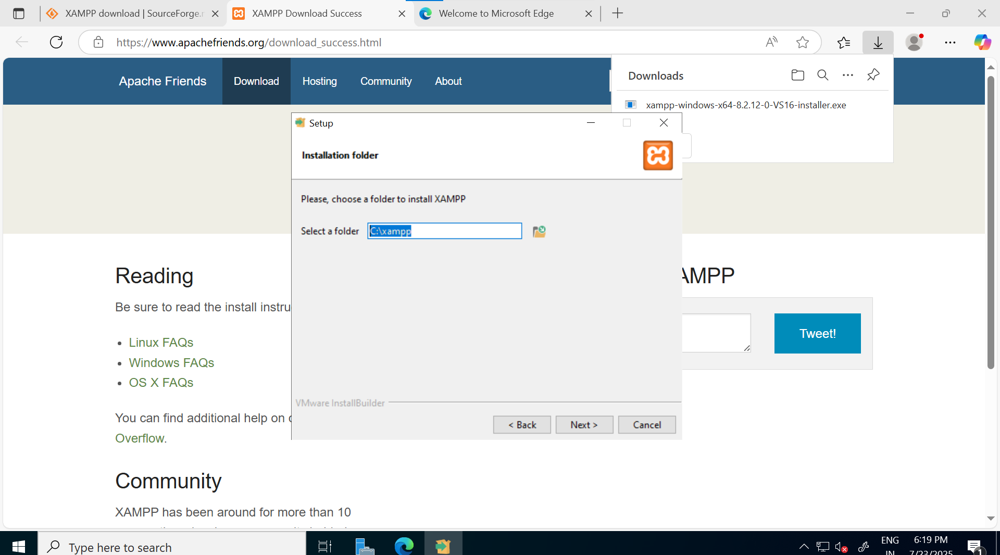 XAMPP download | SourceForge.n
XAMPP Download Success
Welcome to Microsoft Edge
https://www.apachefriends.org/download_success.html
Apache Friends
Download
Hosting
Community
About
Downloads
xampp-windows-x64-8.2.12-0-VS16-installer.exe
Setup
Installation folder
Please, choose a folder to install XAMPP
Select a folder
C:\xampp
VMware InstallBuilder
< Back
Next >
Cancel
Reading
Be sure to read the install instru
Linux FAQs
Windows FAQs
OS X FAQs
You can find additional help on
Overflow.
AMPP
Tweet!
Community
XAMPP has been around for more than 10
Type here to search
ENG
IN
6:19 PM
7/23/2025
1